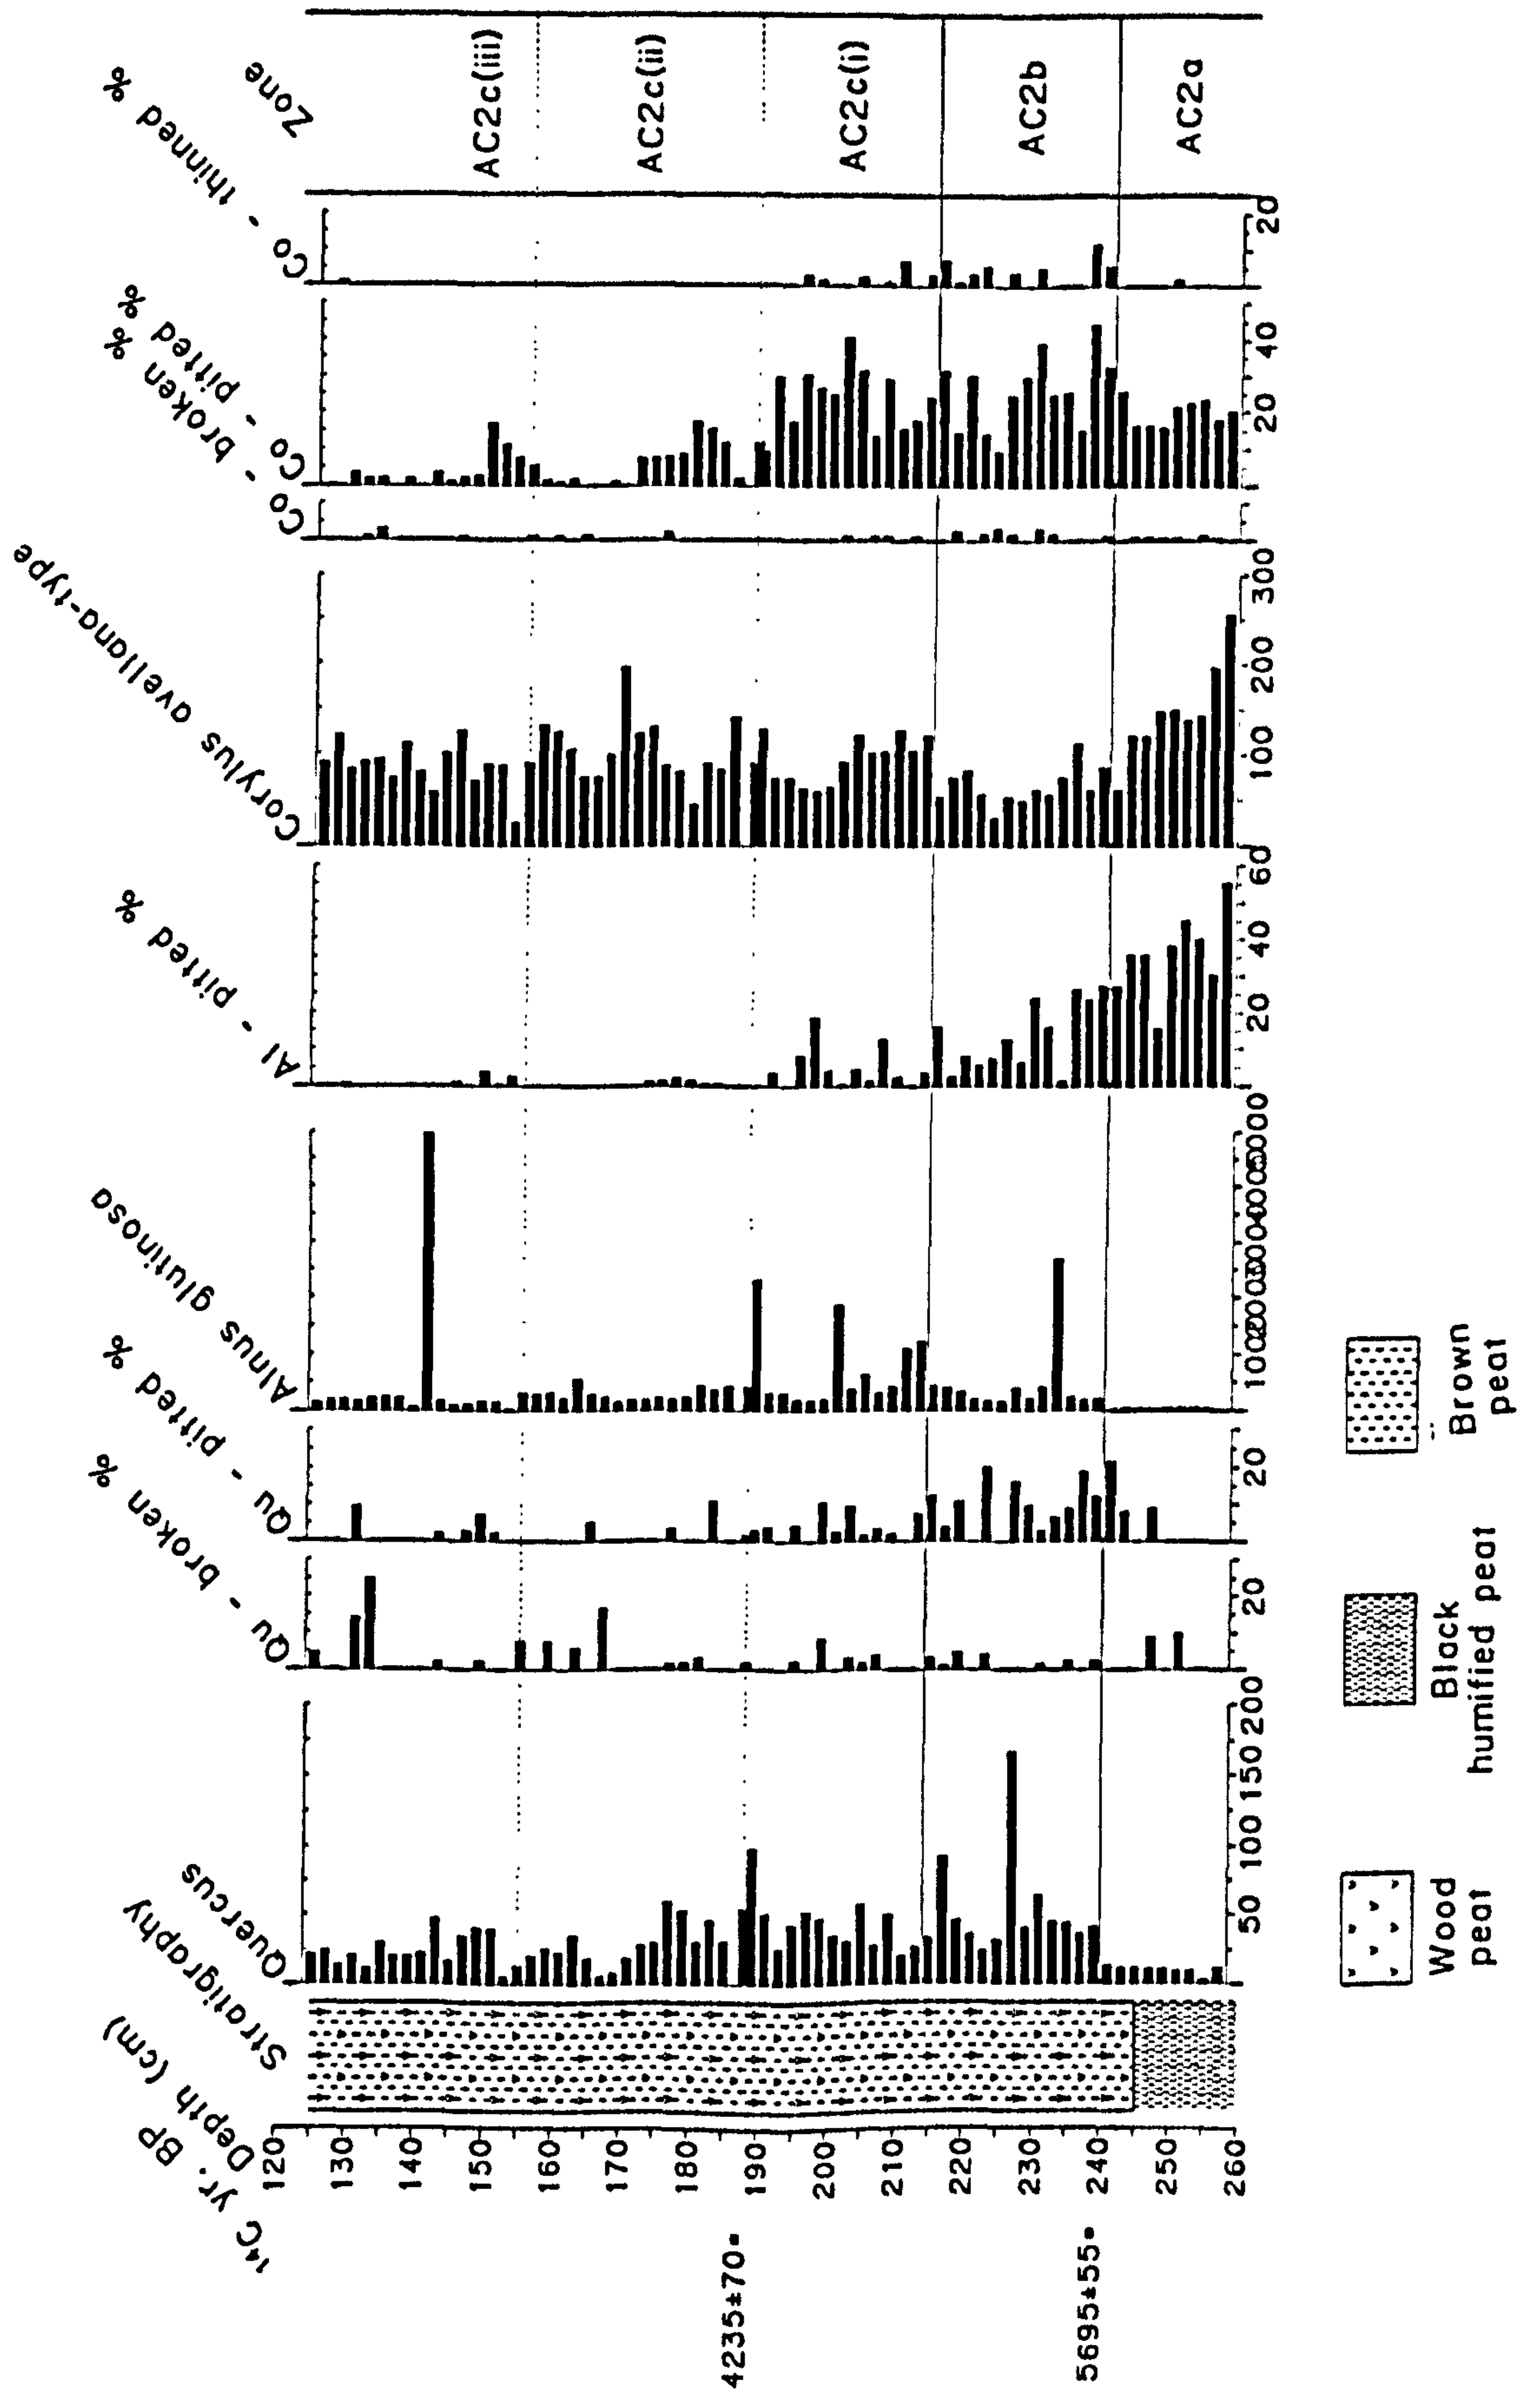 ¹⁴C yr. BP
Depth (cm)
Stratigraphy
Quercus
Qu - broken %
Qu - pitted %
Alnus glutinosa
Al - pitted %
Corylus avellana-type
Co - broken %
Co - pitted %
Co - thinned %
Zone
4235±70
5695±55
120
130
140
150
160
170
180
190
200
210
220
230
240
250
260
50 100 150 200
20
20
1000 2000 3000 4000 5000
20 40 60
100 200 300
20 40
20
AC2c(iii)
AC2c(ii)
AC2c(i)
AC2b
AC2a
Wood
peat
Black
humified peat
Brown
peat